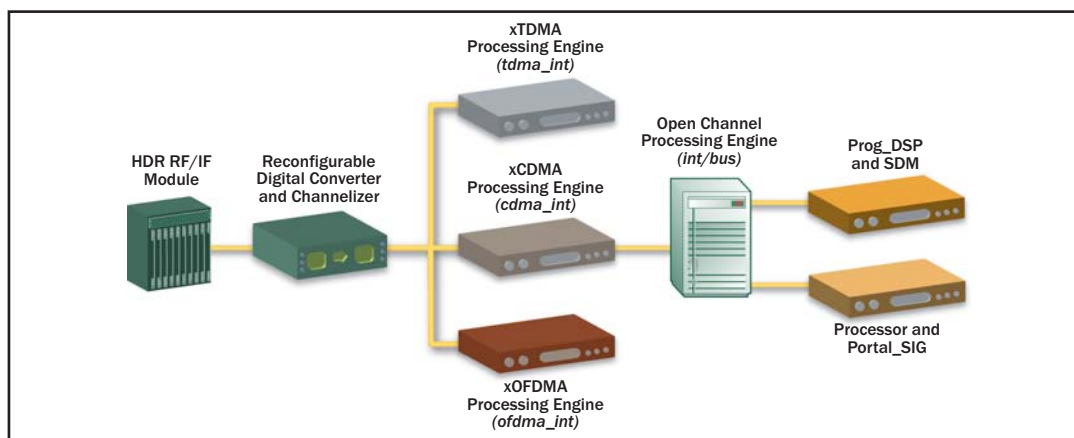 HDR RF/IF
Module
Reconfigurable
Digital Converter
and Channelizer
xTDMA
Processing Engine
(tdma_int)
xCDMA
Processing Engine
(cdma_int)
xOFDMA
Processing Engine
(ofdma_int)
Open Channel
Processing Engine
(int/bus)
Prog_DSP
and SDM
Processor and
Portal_SIG